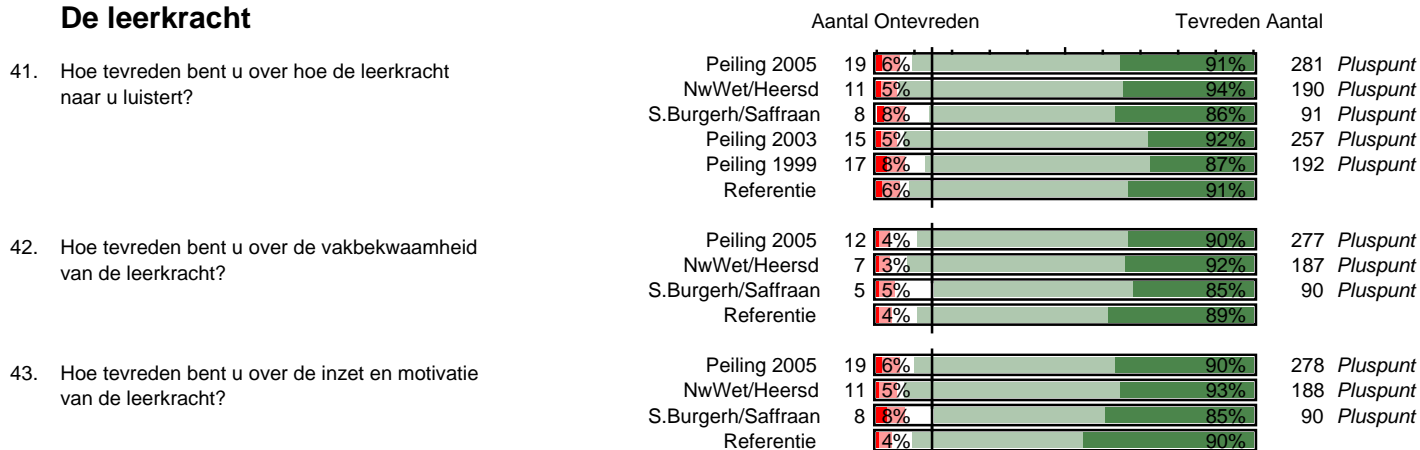 De leerkracht
Aantal Ontevreden Tevreden Aantal
41. Hoe tevreden bent u over hoe de leerkracht
naar u luistert?
Peiling 2005 19 6% 91% 281 Pluspunt
NwWet/Heersd 11 5% 94% 190 Pluspunt
S.Burgerh/Saffraan 8 8% 86% 91 Pluspunt
Peiling 2003 15 5% 92% 257 Pluspunt
Peiling 1999 17 8% 87% 192 Pluspunt
Referentie 6% 91%
42. Hoe tevreden bent u over de vakbekwaamheid
van de leerkracht?
Peiling 2005 12 4% 90% 277 Pluspunt
NwWet/Heersd 7 3% 92% 187 Pluspunt
S.Burgerh/Saffraan 5 5% 85% 90 Pluspunt
Referentie 4% 89%
43. Hoe tevreden bent u over de inzet en motivatie
van de leerkracht?
Peiling 2005 19 6% 90% 278 Pluspunt
NwWet/Heersd 11 5% 93% 188 Pluspunt
S.Burgerh/Saffraan 8 8% 85% 90 Pluspunt
Referentie 4% 90%